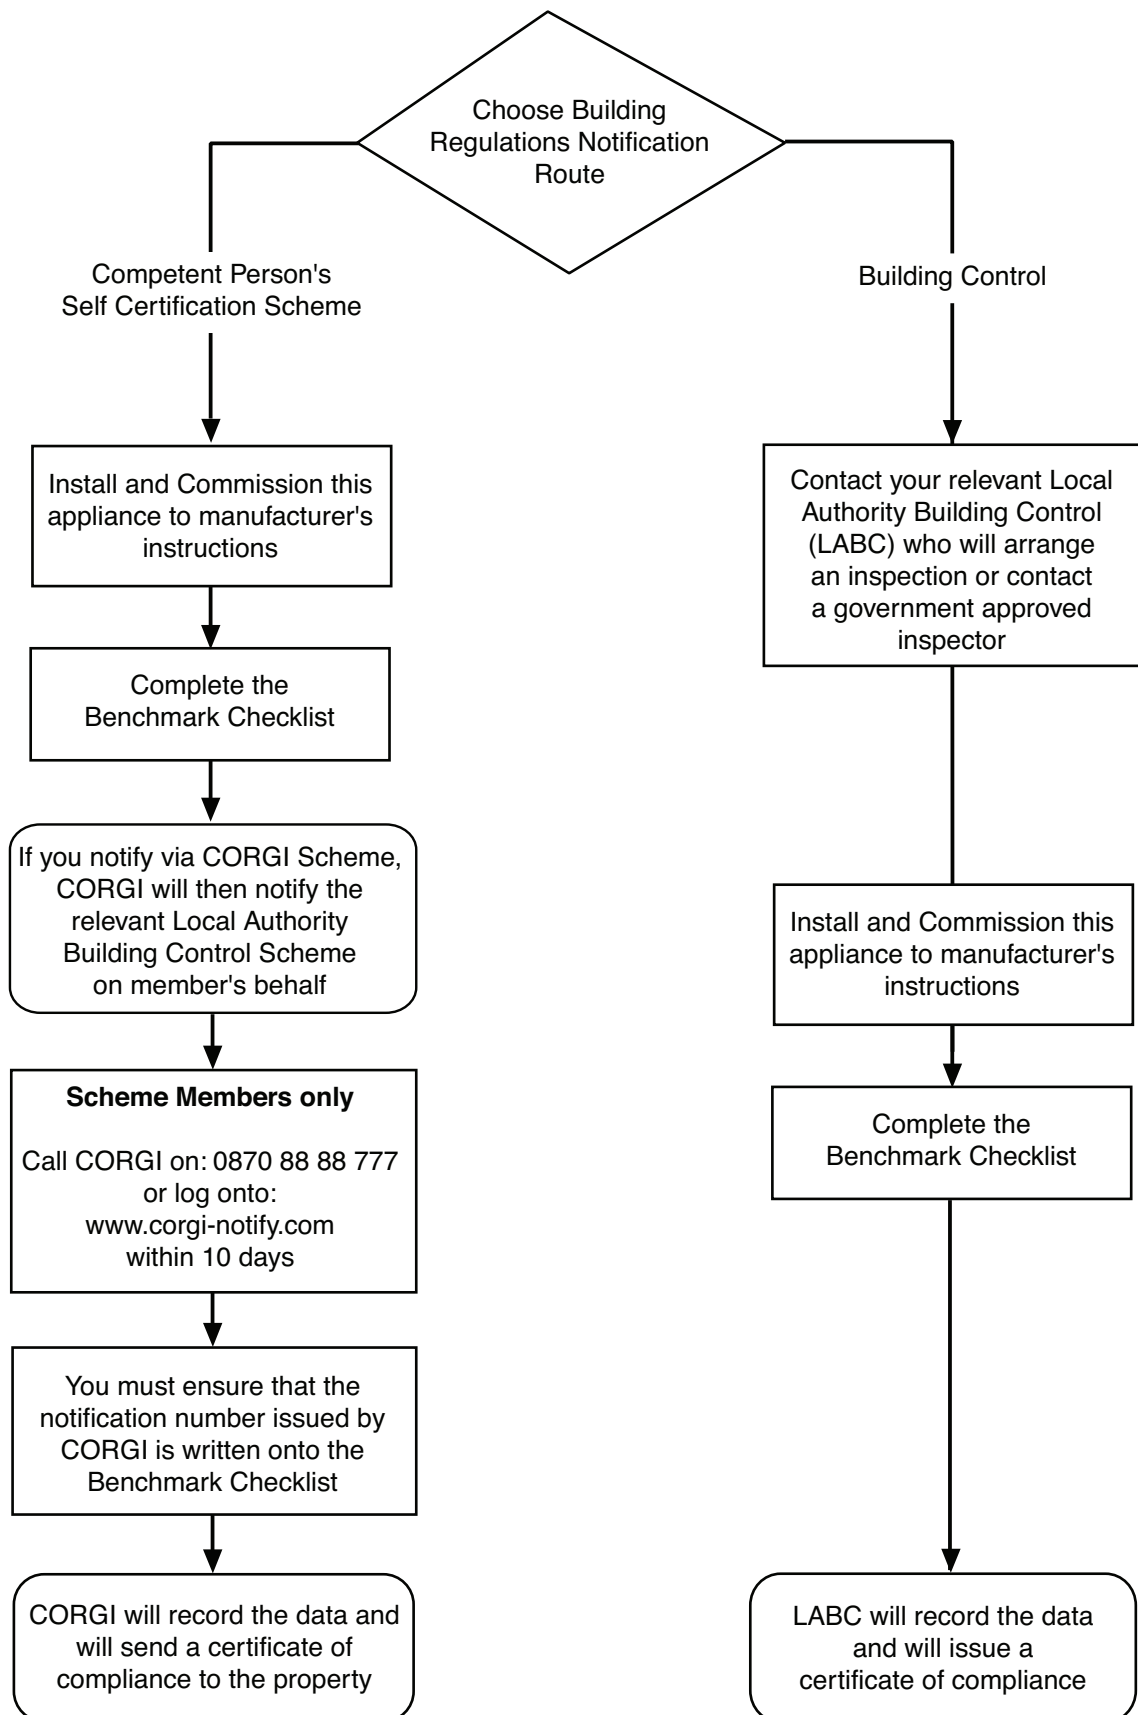 Choose Building
Regulations Notification
Route
Competent Person's
Self Certification Scheme
Building Control
Install and Commission this
appliance to manufacturer's
instructions
Complete the
Benchmark Checklist
If you notify via CORGI Scheme,
CORGI will then notify the
relevant Local Authority
Building Control Scheme
on member's behalf
Scheme Members only
Call CORGI on: 0870 88 88 777
or log onto:
www.corgi-notify.com
within 10 days
You must ensure that the
notification number issued by
CORGI is written onto the
Benchmark Checklist
CORGI will record the data and
will send a certificate of
compliance to the property
Contact your relevant Local
Authority Building Control
(LABC) who will arrange
an inspection or contact
a government approved
inspector
Install and Commission this
appliance to manufacturer's
instructions
Complete the
Benchmark Checklist
LABC will record the data
and will issue a
certificate of compliance